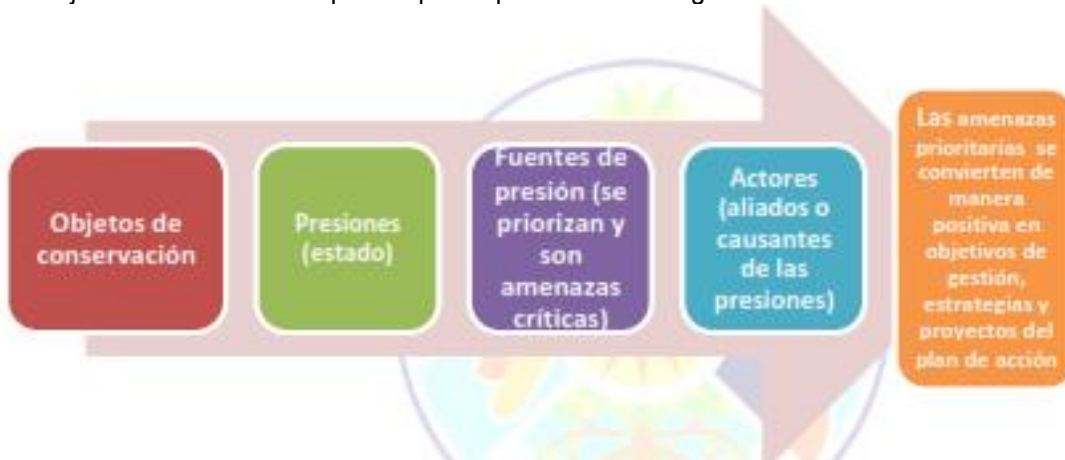 Objetos de
conservación
Presiones
(estado)
Fuentes de
presión (se
priorizan y
son
amenazas
críticas)
Actores
(aliados o
causantes
de las
presiones)
Las amenazas
prioritarias se
convierten de
manera
positiva en
objetivos de
gestión,
estrategias y
proyectos del
plan de acción